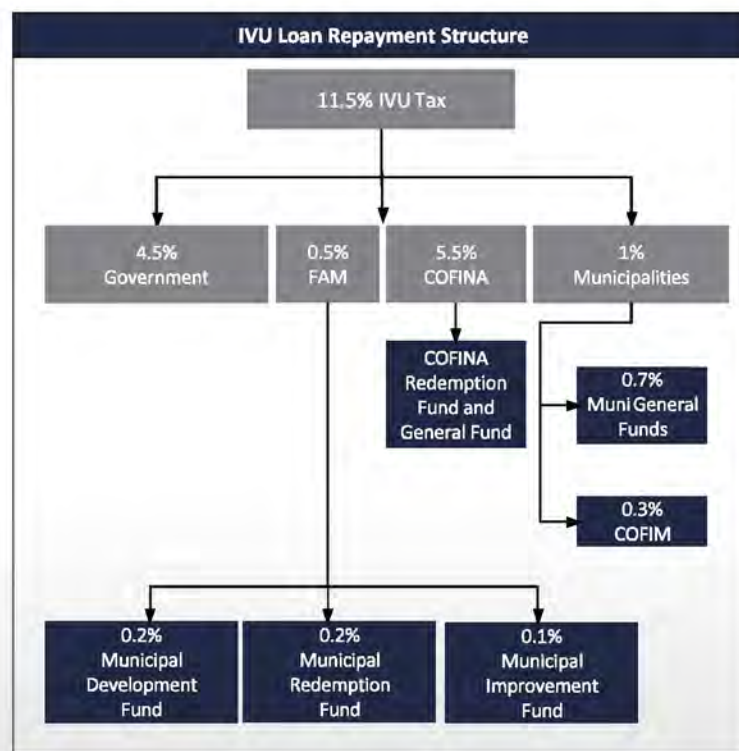 IVU Loan Repayment Structure
11.5% IVU Tax
4.5%
Government
0.5%
FAM
5.5%
COFINA
1%
Municipalities
COFINA
Redemption
Fund and
General Fund
0.7%
Muni General
Funds
0.3%
COFIM
0.2%
Municipal
Development
Fund
0.2%
Municipal
Redemption
Fund
0.1%
Municipal
Improvement
Fund